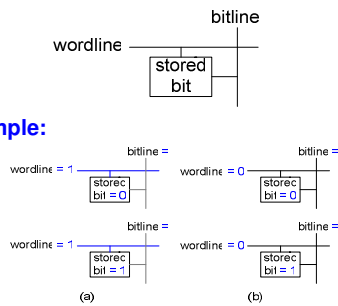 bitline
wordline
stored
bit
mple:
bitline =
bitline =
wordline = 1
wordline = 0
storec
bit = 0
storec
bit = 0
bitline =
bitline =
wordline = 1
wordline = 0
storec
bit = 1
storec
bit = 1
(a)
(b)